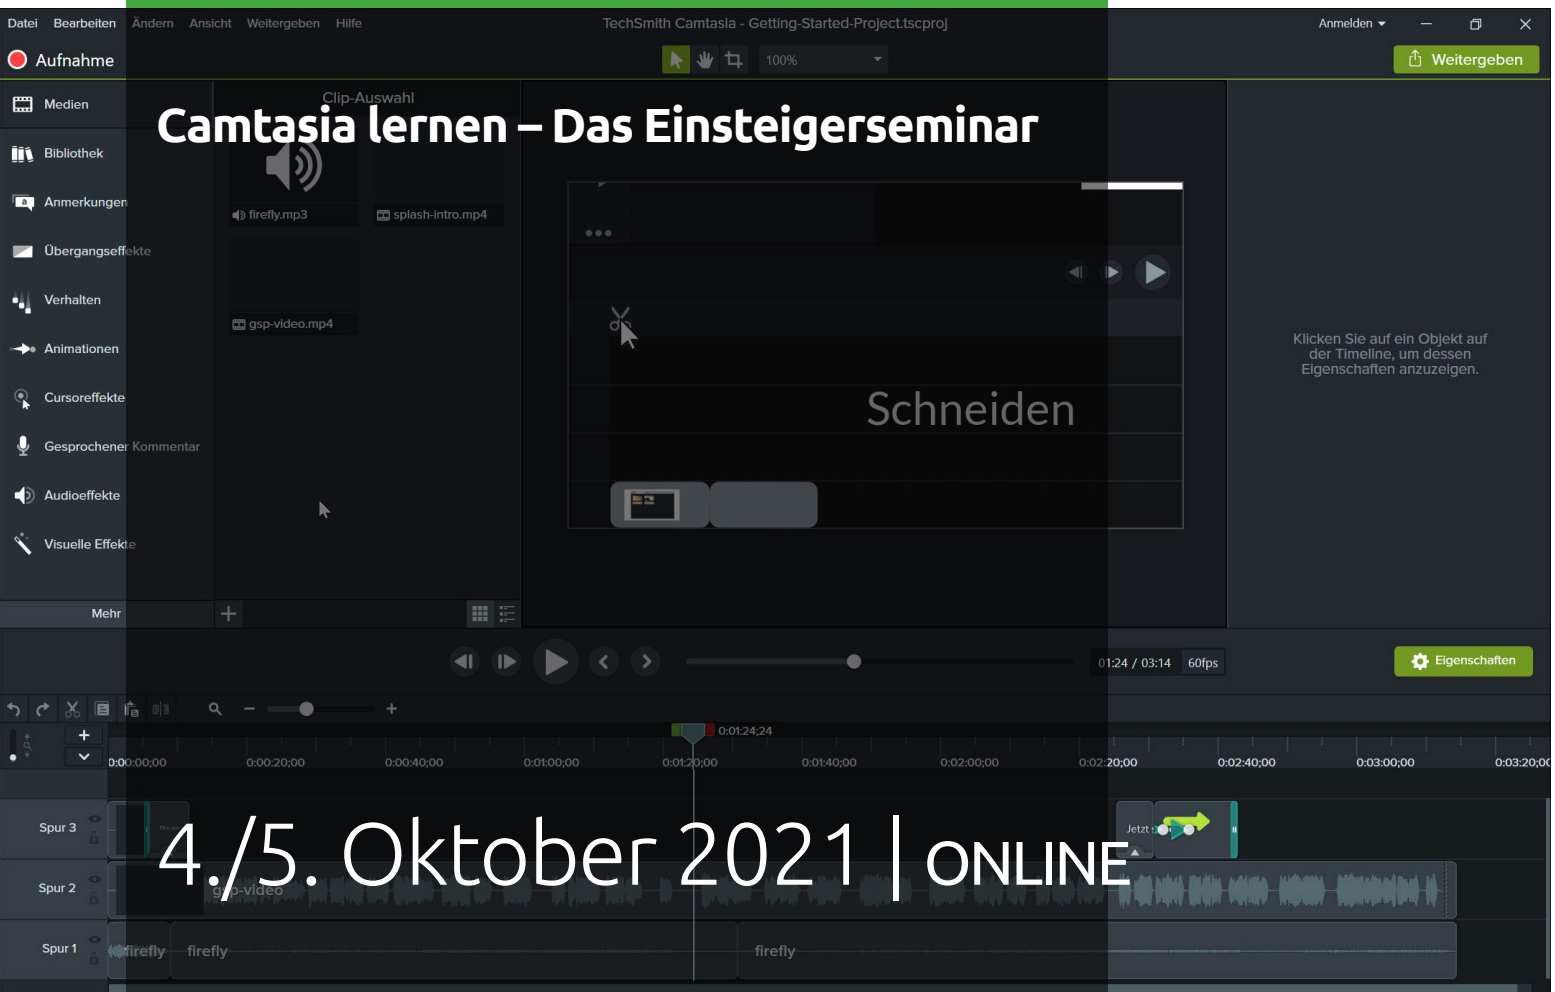 Datei Bearbeiten Ändern Ansicht Weitergeben Hilfe TechSmith Camtasia - Getting-Started-Project.tscproj Anmelden
Aufnahme 100% Weitergeben
Medien Clip-Auswahl
Camtasia lernen – Das Einsteigerseminar
Bibliothek
Anmerkungen firefly.mp3 splash-intro.mp4
Übergangseffekte
Verhalten
gsp-video.mp4
Klicken Sie auf ein Objekt auf
der Timeline, um dessen
Eigenschaften anzuzeigen.
Animationen
Cursoreffekte
Schneiden
Gesprochener Kommentar
Audioeffekte
Visuelle Effekte
Mehr
01:24 / 03:14 60fps Eigenschaften
0:01:24;24
0:00:00;00 0:00:20;00 0:00:40;00 0:01:00;00 0:01:20;00 0:01:40;00 0:02:00;00 0:02:20;00 0:02:40;00 0:03:00;00 0:03:20;00
Spur 3 Jetzt
4./5. Oktober 2021 | ONLINE
Spur 2 gsp-video
Spur 1 firefly firefly firefly